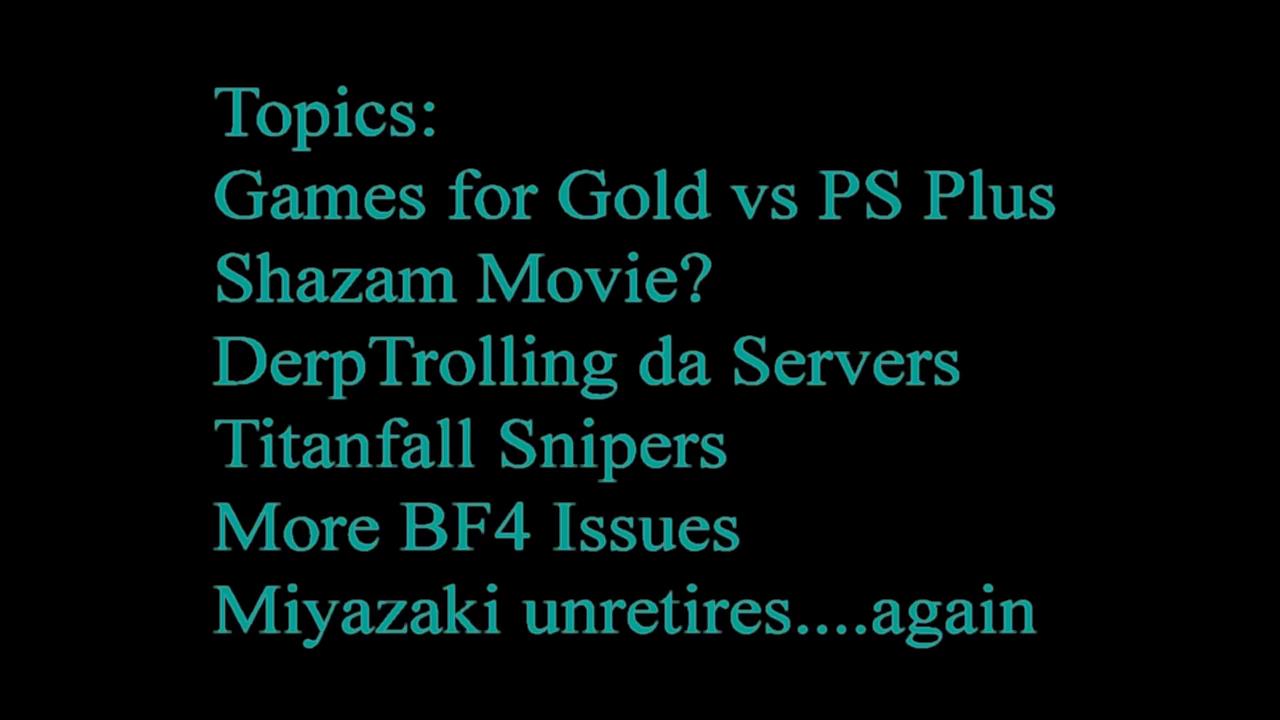 Topics:
Games for Gold vs PS Plus
Shazam Movie?
DerpTrolling da Servers
Titanfall Snipers
More BF4 Issues
Miyazaki unretires....again